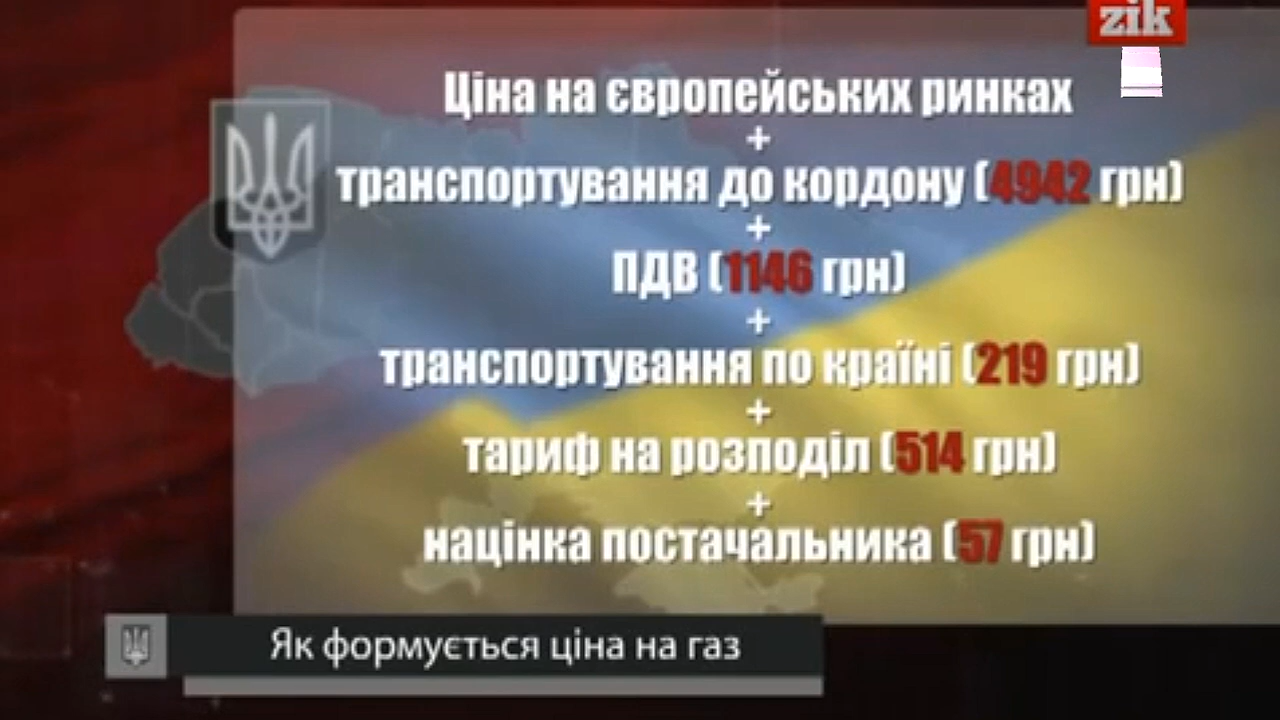 zik
Ціна на європейських ринках
+
транспортування до кордону (4942 грн)
+
ПДВ (1146 грн)
+
транспортування по країні (219 грн)
+
тариф на розподіл (514 грн)
+
націнка постачальника (57 грн)
Як формується ціна на газ